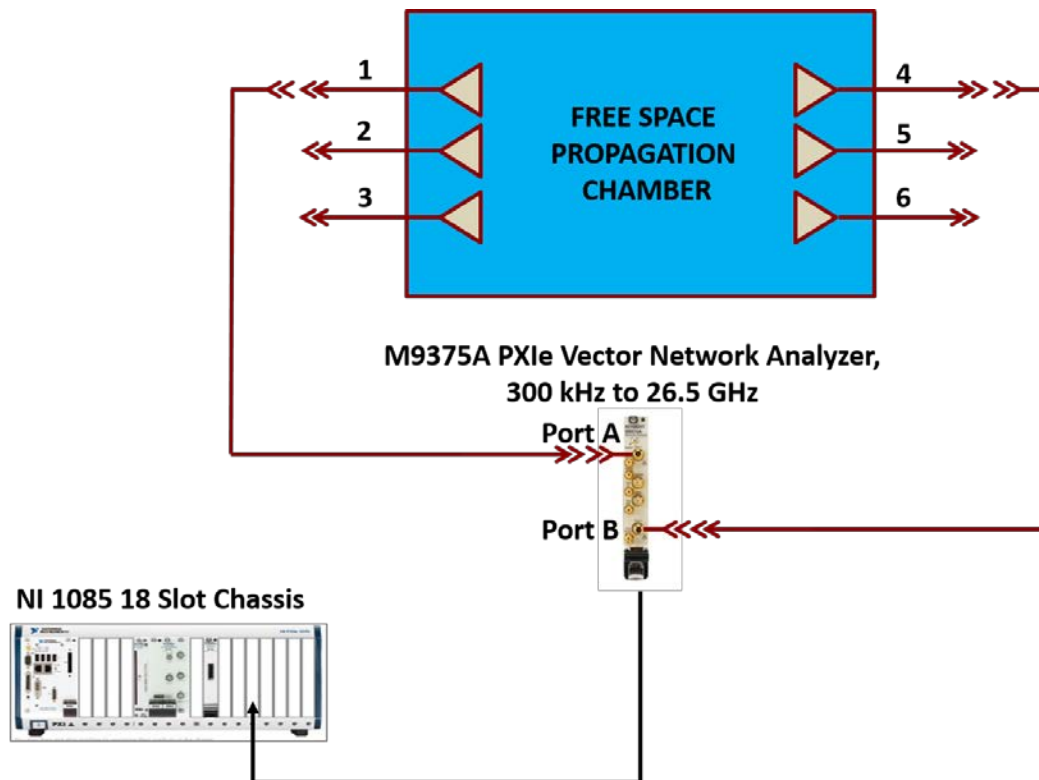 1
4
FREE SPACE
2
5
PROPAGATION
CHAMBER
3
6
M9375A PXIe Vector Network Analyzer,
300 kHz to 26.5 GHz
Port A
Port B
NI 1085 18 Slot Chassis
PXI